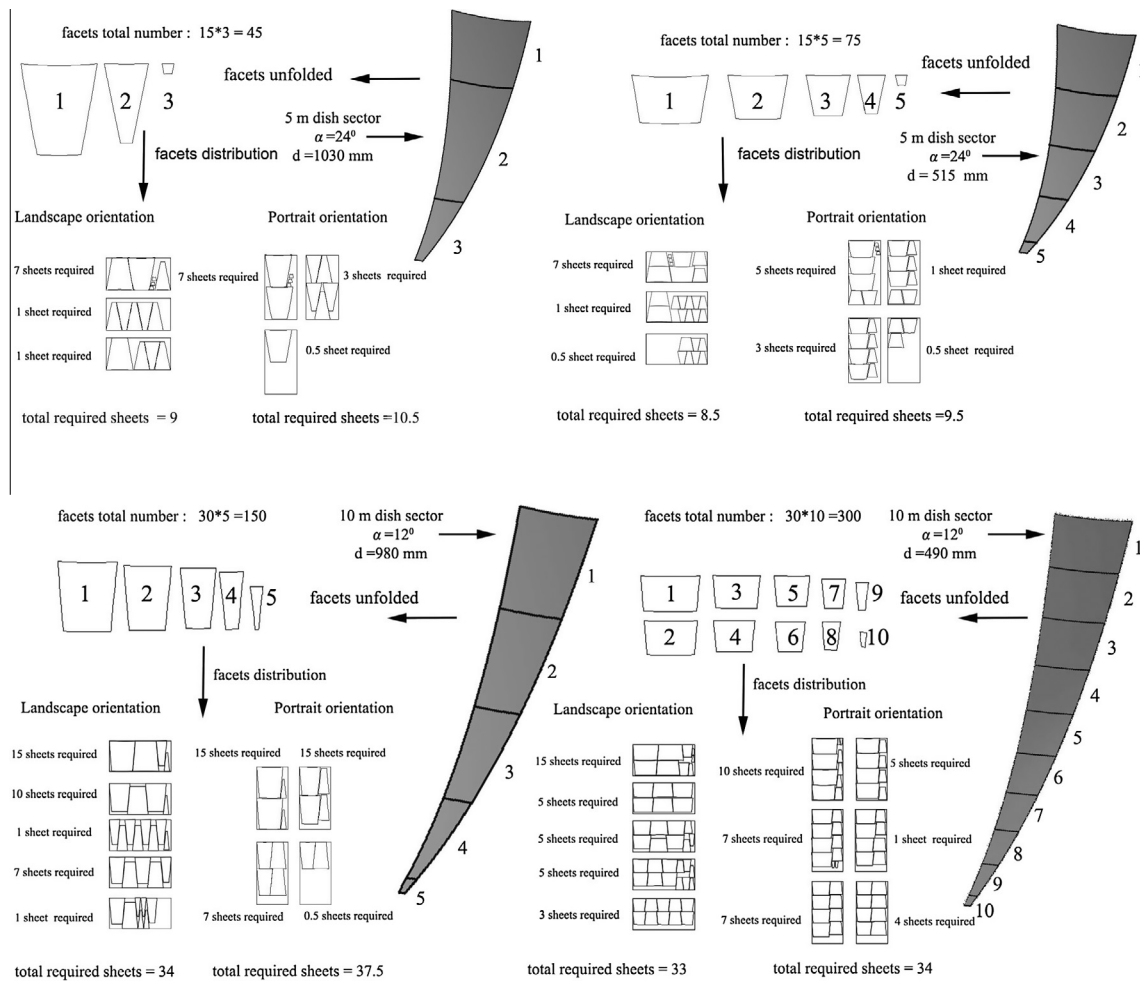 facets total number : 15*3 = 45
1
2
3
facets unfolded
5 m dish sector
α =24⁰
d =1030 mm
facets distribution
1
2
3
Landscape orientation
Portrait orientation
7 sheets required
1 sheet required
1 sheet required
7 sheets required
3 sheets required
0.5 sheet required
total required sheets = 9
total required sheets =10.5
facets total number : 15*5 = 75
1
2
3
4
5
facets unfolded
5 m dish sector
α =24⁰
d = 515 mm
facets distribution
2
3
4
5
Landscape orientation
Portrait orientation
7 sheets required
1 sheet required
0.5 sheet required
5 sheets required
1 sheet required
3 sheets required
0.5 sheet required
total required sheets = 8.5
total required sheets =9.5
facets total number : 30*5 =150
1
2
3
4
5
10 m dish sector
α =12⁰
d =980 mm
facets unfolded
facets distribution
1
2
3
4
5
Landscape orientation
Portrait orientation
15 sheets required
10 sheets required
1 sheet required
7 sheets required
1 sheet required
15 sheets required
15 sheets required
7 sheets required
0.5 sheets required
total required sheets = 34
total required sheets = 37.5
facets total number : 30*10 =300
1
3
5
7
9
2
4
6
8
10
10 m dish sector
α =12⁰
d =490 mm
facets unfolded
facets distribution
1
2
3
4
5
6
7
8
9
10
Landscape orientation
Portrait orientation
15 sheets required
5 sheets required
5 sheets required
5 sheets required
3 sheets required
10 sheets required
5 sheets required
7 sheets required
1 sheet required
7 sheets required
4 sheets required
total required sheets = 33
total required sheets = 34